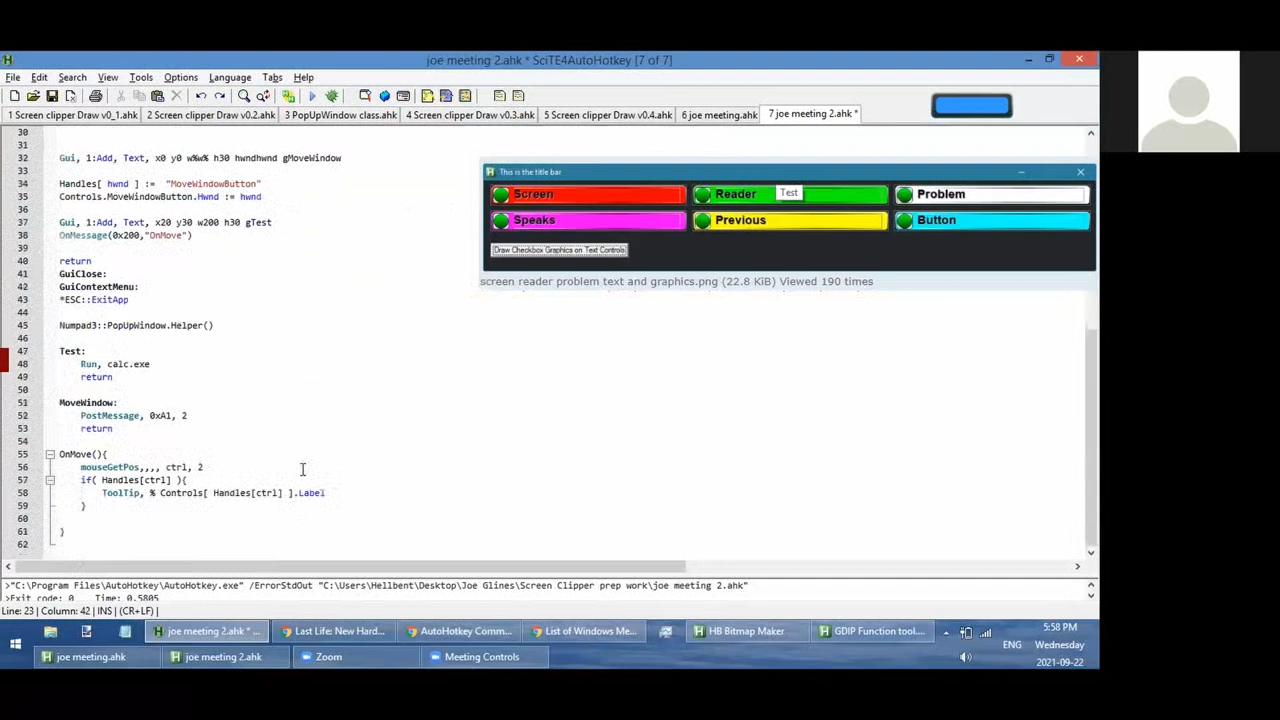 joe meeting 2.ahk * SciTE4AutoHotkey [7 of 7]
File Edit Search View Tools Options Language Tabs Help
1 Screen clipper Draw v0_1.ahk 2 Screen clipper Draw v0.2.ahk 3 PopUpWindow class.ahk 4 Screen clipper Draw v0.3.ahk 5 Screen clipper Draw v0.4.ahk 6 joe meeting.ahk 7 joe meeting 2.ahk *
30
31
32 Gui, 1:Add, Text, x0 y0 w%w% h30 hwndhwnd gMoveWindow
33
34 Handles[ hwnd ] := "MoveWindowButton"
35 Controls.MoveWindowButton.Hwnd := hwnd
36
37 Gui, 1:Add, Text, x20 y30 w200 h30 gTest
38 OnMessage(0x200,"OnMove")
39
40 return
41 GuiClose:
42 GuiContextMenu:
43 *ESC::ExitApp
44
45 Numpad3::PopUpWindow.Helper()
46
47 Test:
48 Run, calc.exe
49 return
50
51 MoveWindow:
52 PostMessage, 0xA1, 2
53 return
54
55 OnMove(){
56 mouseGetPos,,,, ctrl, 2
57 if( Handles[ctrl] ){
58 ToolTip, % Controls[ Handles[ctrl] ].Label
59 }
60
61 }
62
This is the title bar
Screen Reader Test Problem
Speaks Previous Button
Draw Checkbox Graphics on Text Controls
screen reader problem text and graphics.png (22.8 KiB) Viewed 190 times
>"C:\Program Files\AutoHotkey\AutoHotkey.exe" /ErrorStdOut "C:\Users\Hellbent\Desktop\Joe Glines\Screen Clipper prep work\joe meeting 2.ahk"
>Exit code: 0 Time: 0.5805
Line: 23 | Column: 42 | INS | (CR+LF) |
joe meeting 2.ahk * ... Last Life: New Hard... AutoHotkey Comm... List of Windows Me... HB Bitmap Maker GDIP Function tool...
5:58 PM
joe meeting.ahk joe meeting 2.ahk Zoom Meeting Controls
ENG Wednesday
2021-09-22